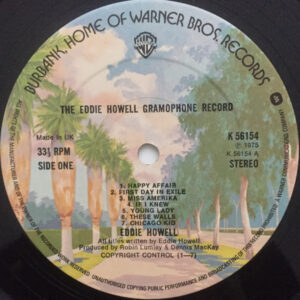 BURBANK, HOME OF WARNER BROS. RECORDS
THE EDDIE HOWELL GRAMOPHONE RECORD
Made in UK
33⅓ RPM
SIDE ONE
K 56154
℗ 1975
K 56154 A
STEREO
1. HAPPY AFFAIR
2. FIRST DAY IN EXILE
3. MISS AMERIKA
4. IF I KNEW
5. YOUNG LADY
6. THESE WALLS
7. CHICAGO KID
EDDIE HOWELL
All titles written by Eddie Howell
Produced by Robin Lumley & Dennis MacKay
COPYRIGHT CONTROL (1—7)
UNAUTHORISED COPYING PUBLIC PERFORMANCE AND BROADCASTING OF THIS RECORD